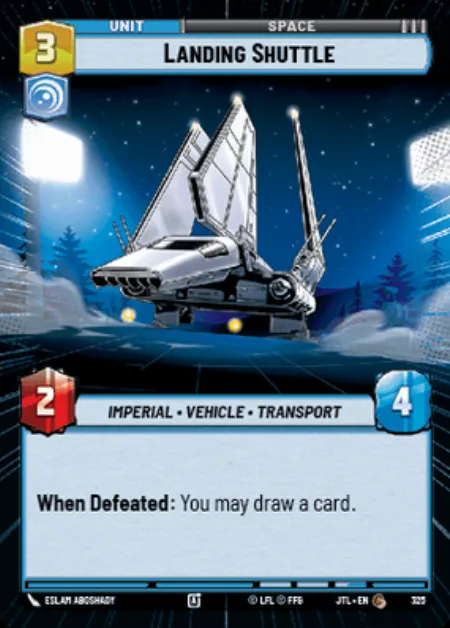 UNIT SPACE
3 LANDING SHUTTLE
2 IMPERIAL • VEHICLE • TRANSPORT 4
When Defeated: You may draw a card.
ESLAM ABOSHADY A © LFL © FFG JTL • EN 325